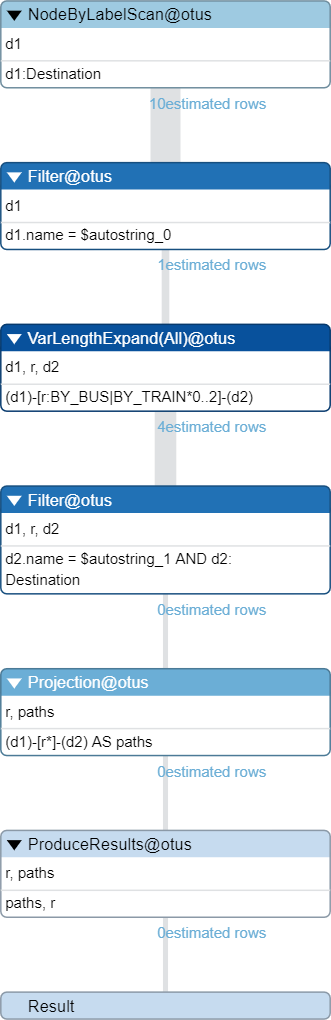 NodeByLabelScan@otus
d1
d1:Destination
10estimated rows
Filter@otus
d1
d1.name = $autostring_0
1estimated rows
VarLengthExpand(All)@otus
d1, r, d2
(d1)-[r:BY_BUS|BY_TRAIN*0..2]-(d2)
4estimated rows
Filter@otus
d1, r, d2
d2.name = $autostring_1 AND d2:
Destination
0estimated rows
Projection@otus
r, paths
(d1)-[r*]-(d2) AS paths
0estimated rows
ProduceResults@otus
r, paths
paths, r
0estimated rows
Result